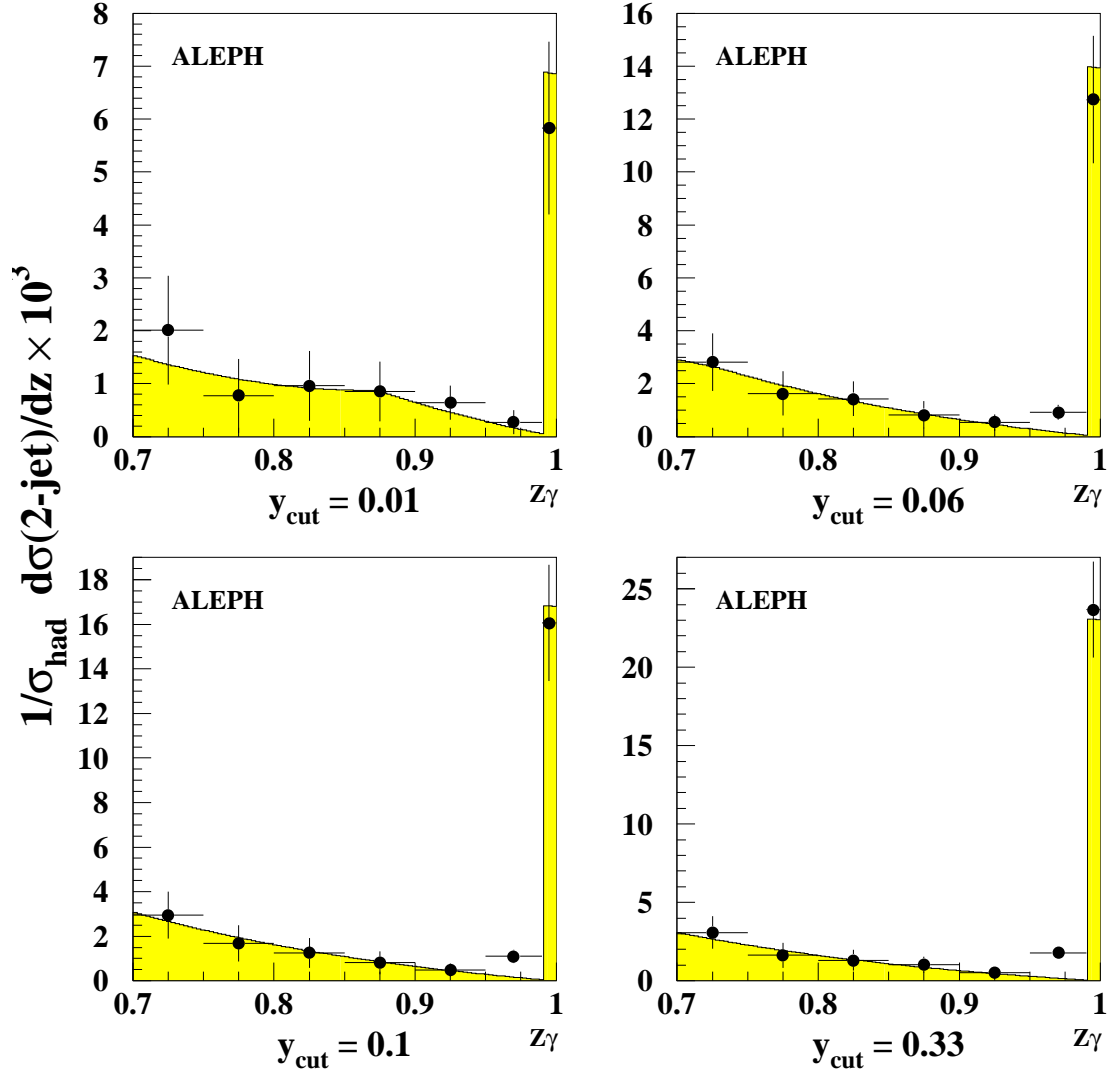 1/σhad dσ(2-jet)/dz × 10³
ALEPH
8
7
6
5
4
3
2
1
0
0.7 0.8 0.9 1
zγ
ycut = 0.01
ALEPH
16
14
12
10
8
6
4
2
0
0.7 0.8 0.9 1
zγ
ycut = 0.06
ALEPH
18
16
14
12
10
8
6
4
2
0
0.7 0.8 0.9 1
zγ
ycut = 0.1
ALEPH
25
20
15
10
5
0
0.7 0.8 0.9 1
zγ
ycut = 0.33